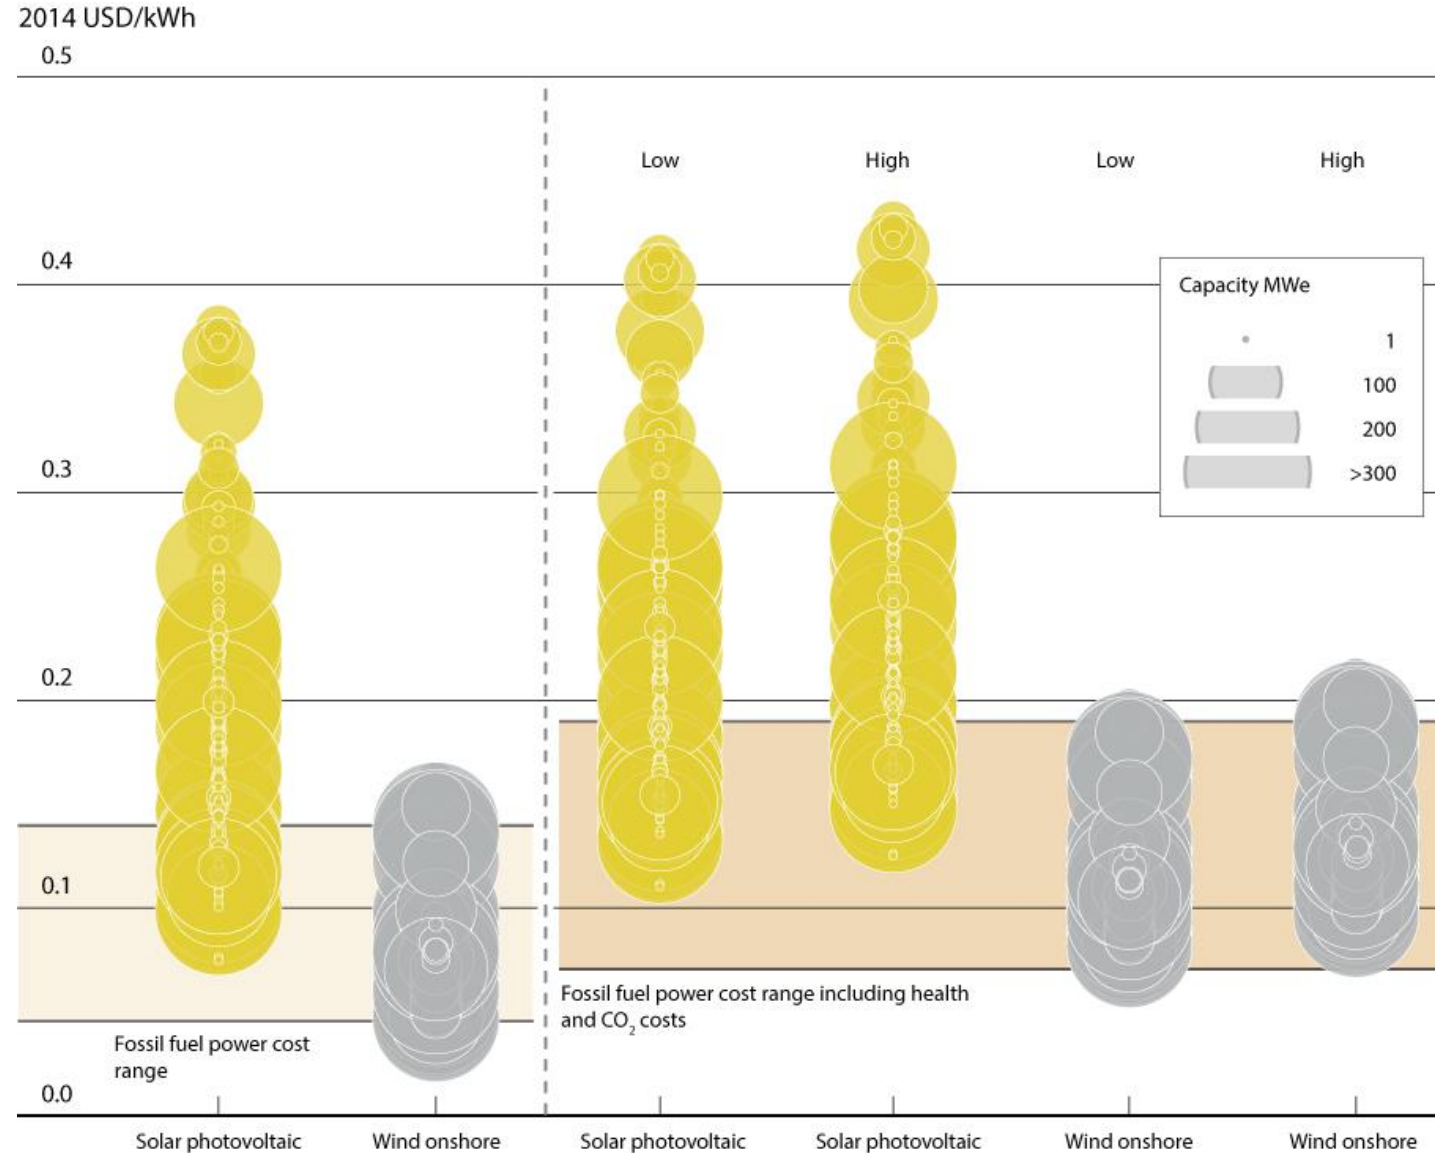 2014 USD/kWh
0.5
Low High Low High
0.4
Capacity MWe
1
100
200
>300
0.3
0.2
0.1
Fossil fuel power cost range including health
and CO2 costs
Fossil fuel power cost
range
0.0
Solar photovoltaic Wind onshore Solar photovoltaic Solar photovoltaic Wind onshore Wind onshore